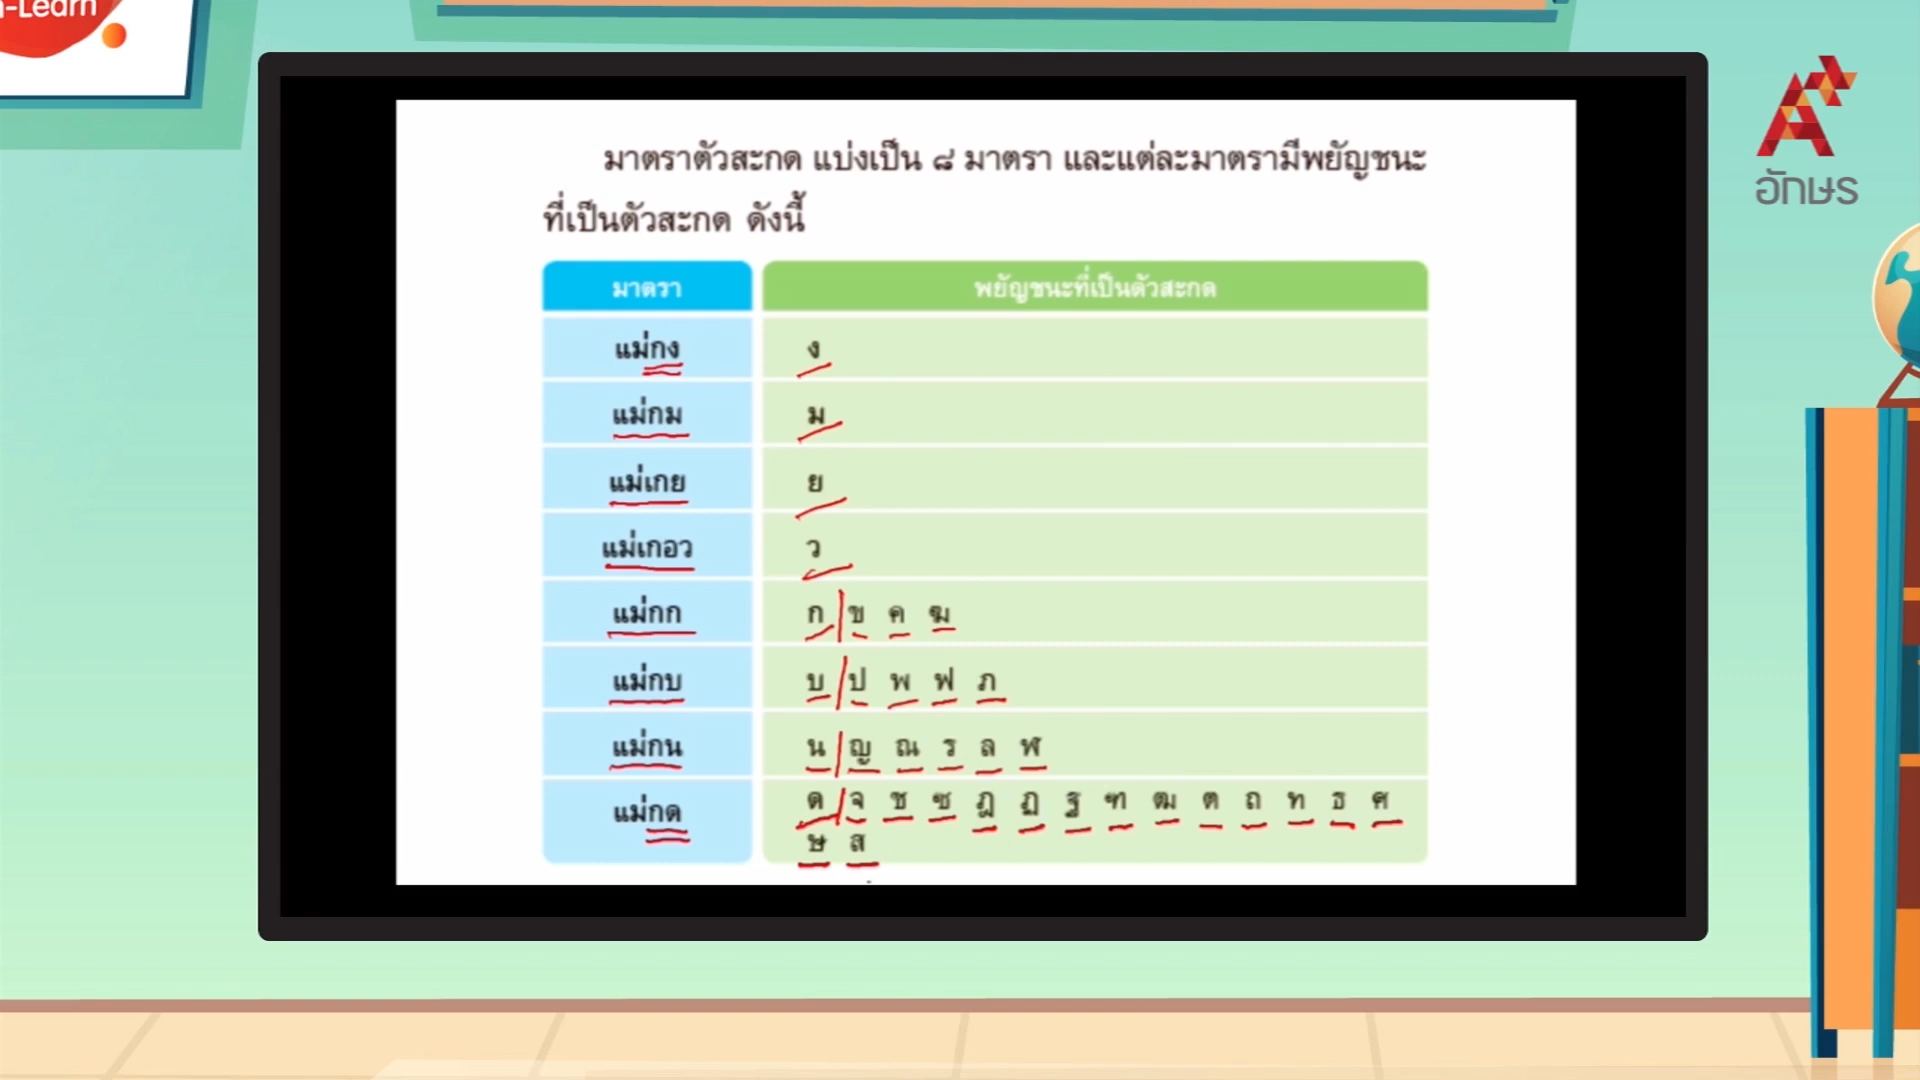 -Learn
อักษร
มาตราตัวสะกด แบ่งเป็น ๘ มาตรา และแต่ละมาตรามีพยัญชนะ
ที่เป็นตัวสะกด ดังนี้
มาตรา พยัญชนะที่เป็นตัวสะกด
แม่กง ง
แม่กม ม
แม่เกย ย
แม่เกอว ว
แม่กก ก ข ค ฆ
แม่กบ บ ป พ ฟ ภ
แม่กน น ญ ณ ร ล ฬ
แม่กด ด จ ช ซ ฎ ฏ ฐ ฑ ฒ ต ถ ท ธ ศ
ษ ส